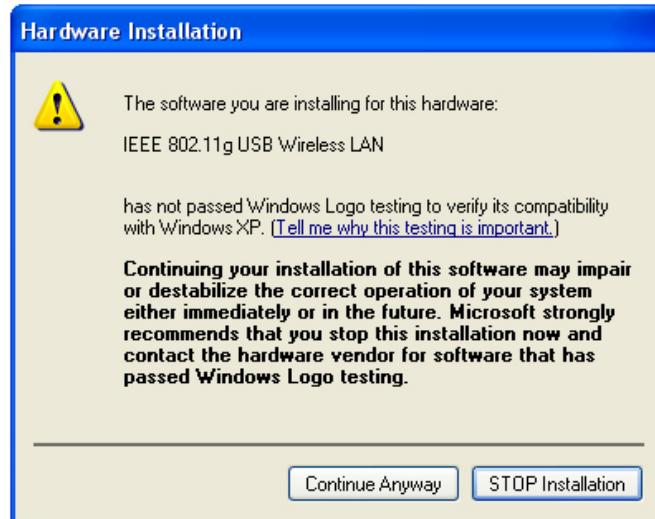 Hardware Installation
The software you are installing for this hardware:
IEEE 802.11g USB Wireless LAN
has not passed Windows Logo testing to verify its compatibility
with Windows XP. (Tell me why this testing is important.)
Continuing your installation of this software may impair
or destabilize the correct operation of your system
either immediately or in the future. Microsoft strongly
recommends that you stop this installation now and
contact the hardware vendor for software that has
passed Windows Logo testing.
Continue Anyway
STOP Installation